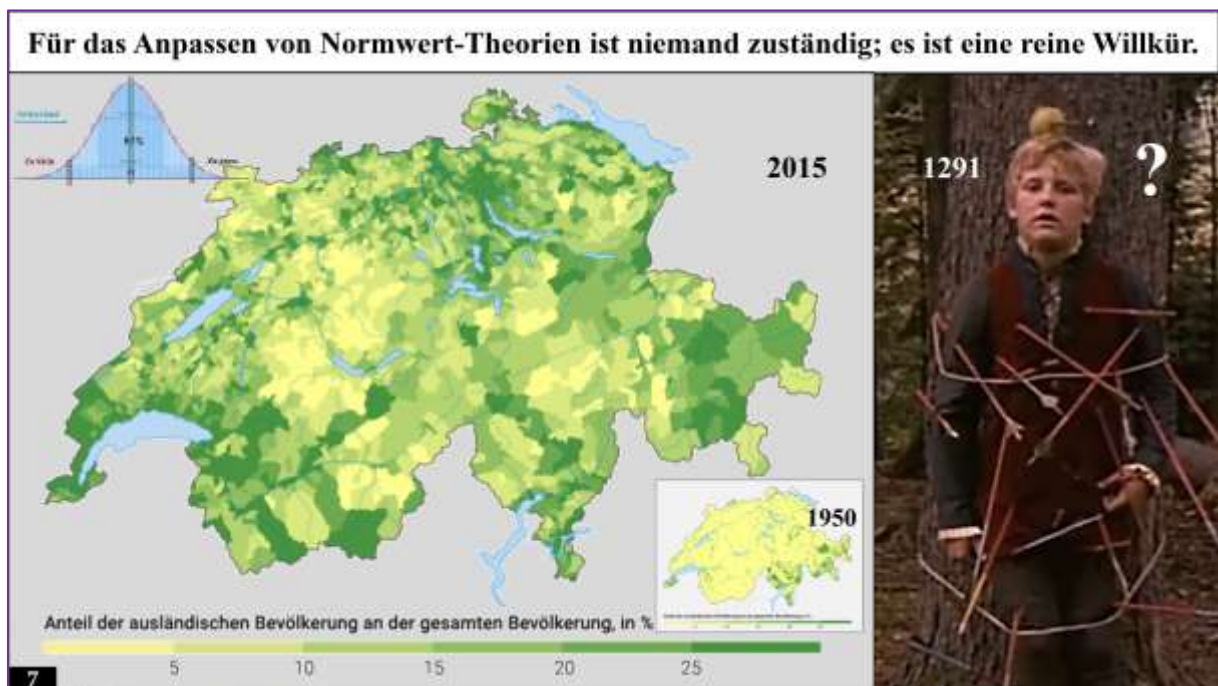 Für das Anpassen von Normwert-Theorien ist niemand zuständig; es ist eine reine Willkür.
2015
1291
?
1950
Anteil der ausländischen Bevölkerung an der gesamten Bevölkerung, in %
5 10 15 20 25
7